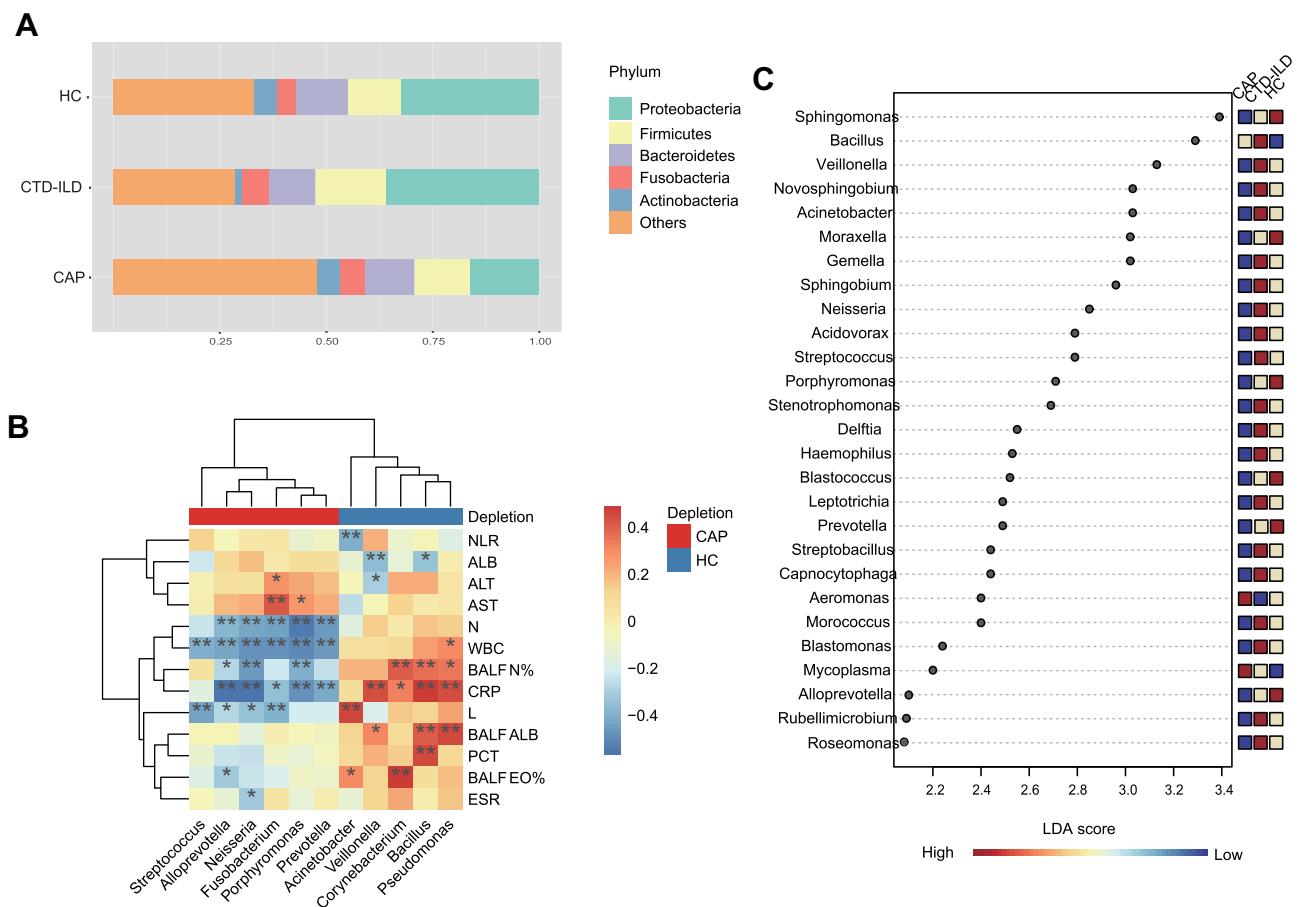 A
HC
CTD-ILD
CAP
0.25 0.50 0.75 1.00
Phylum
Proteobacteria
Firmicutes
Bacteroidetes
Fusobacteria
Actinobacteria
Others
B
Depletion
NLR
ALB
ALT
AST
N
WBC
BALF N%
CRP
L
BALF ALB
PCT
BALF EO%
ESR
** 
** *
* *
** *
** ** ** ** **
** ** ** ** ** ** *
* ** ** ** ** *
** ** * ** ** ** * ** **
** * * ** **
* ** **
**
* * **
*
Streptococcus
Alloprevotella
Neisseria
Fusobacterium
Porphyromonas
Prevotella
Acinetobacter
Veillonella
Corynebacterium
Bacillus
Pseudomonas
0.4
0.2
0
−0.2
−0.4
Depletion
CAP
HC
C
CAP
CTD-ILD
HC
Sphingomonas
Bacillus
Veillonella
Novosphingobium
Acinetobacter
Moraxella
Gemella
Sphingobium
Neisseria
Acidovorax
Streptococcus
Porphyromonas
Stenotrophomonas
Delftia
Haemophilus
Blastococcus
Leptotrichia
Prevotella
Streptobacillus
Capnocytophaga
Aeromonas
Morococcus
Blastomonas
Mycoplasma
Alloprevotella
Rubellimicrobium
Roseomonas
2.2 2.4 2.6 2.8 3.0 3.2 3.4
LDA score
High Low